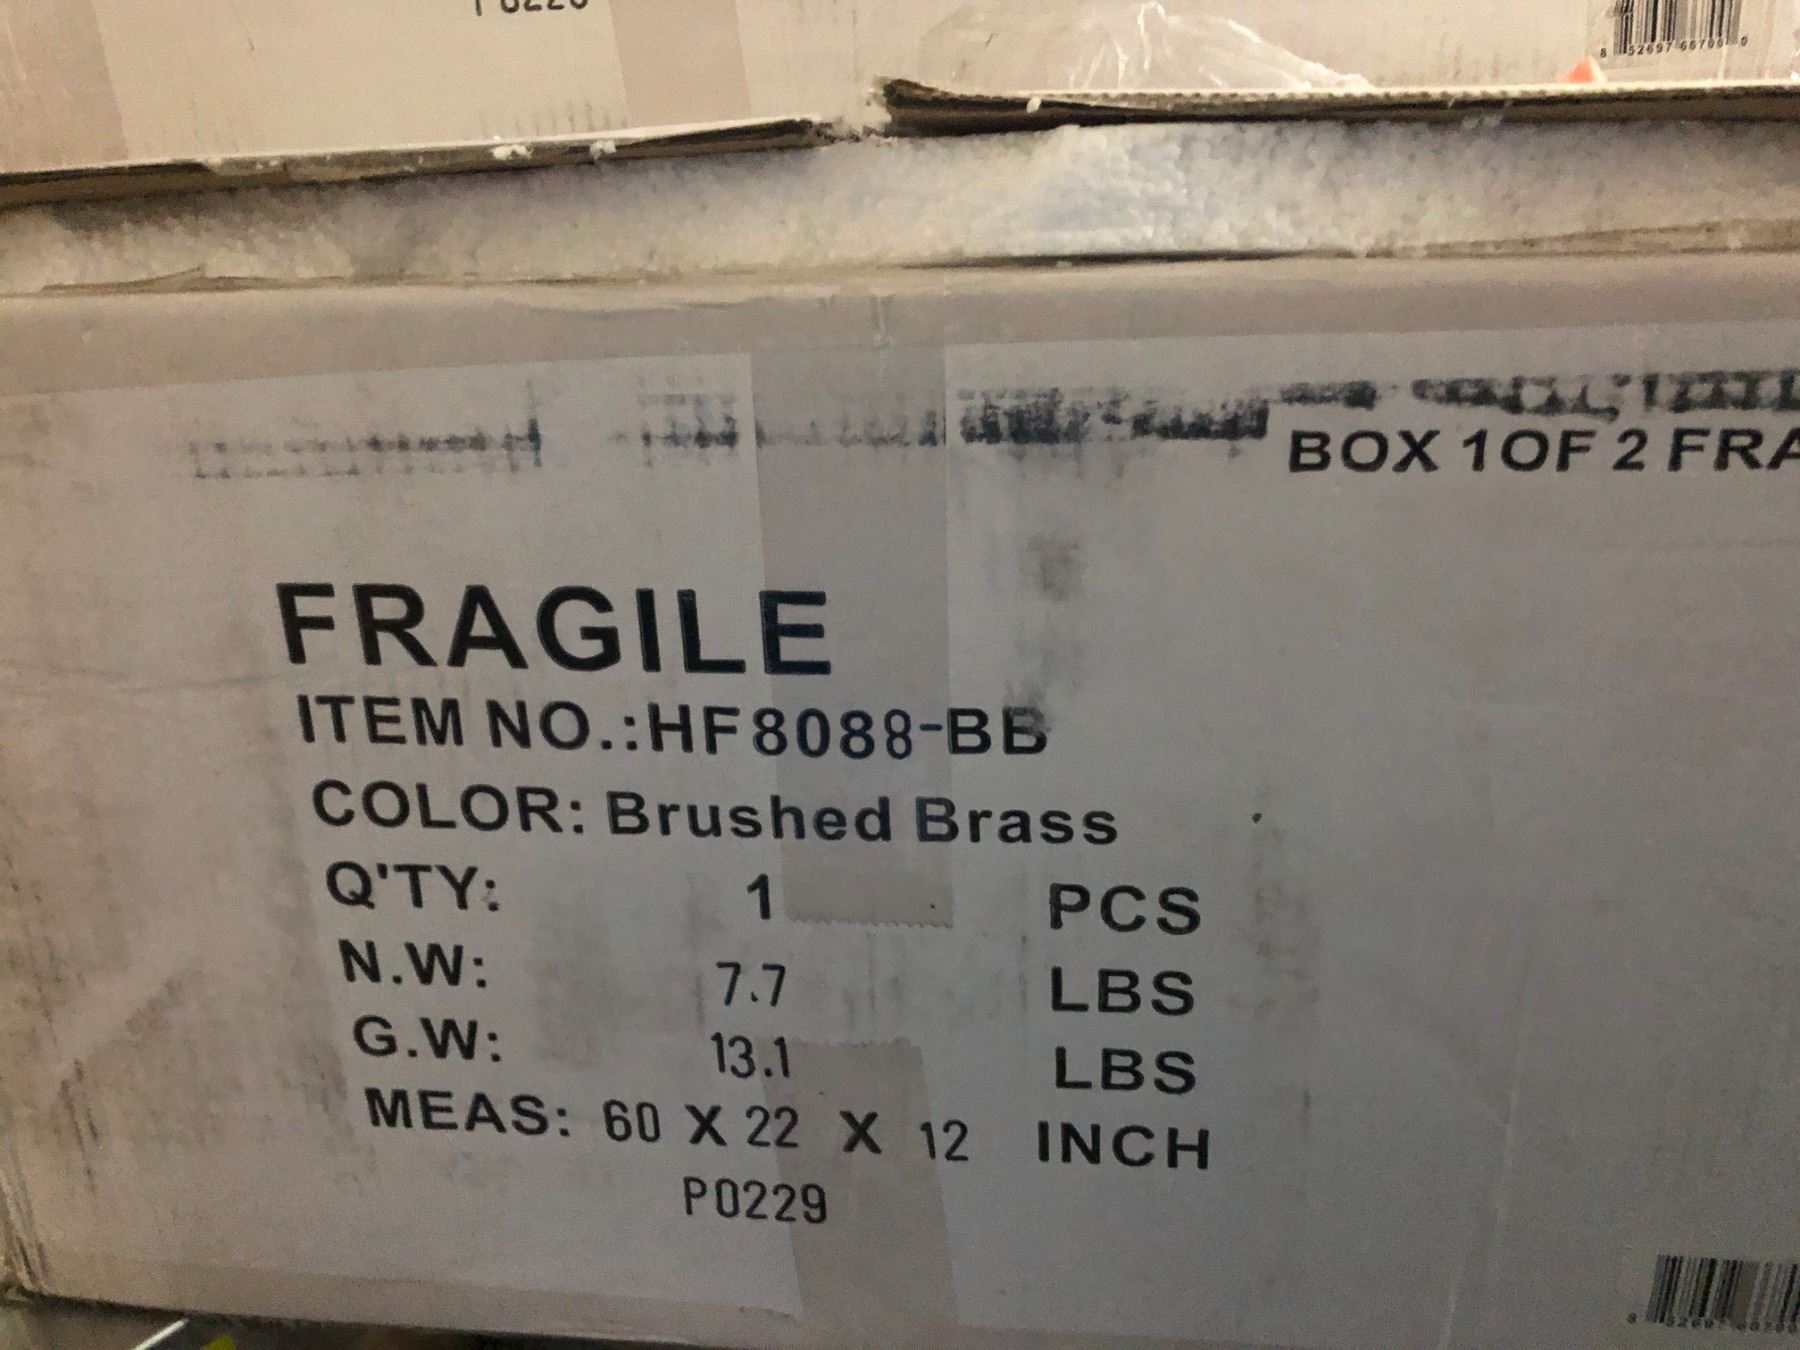 BOX 1OF 2 FRA
FRAGILE
ITEM NO.:HF8088-BB
COLOR: Brushed Brass
Q'TY: 1 PCS
N.W: 7.7 LBS
G.W: 13.1 LBS
MEAS: 60 X 22 X 12 INCH
P0229